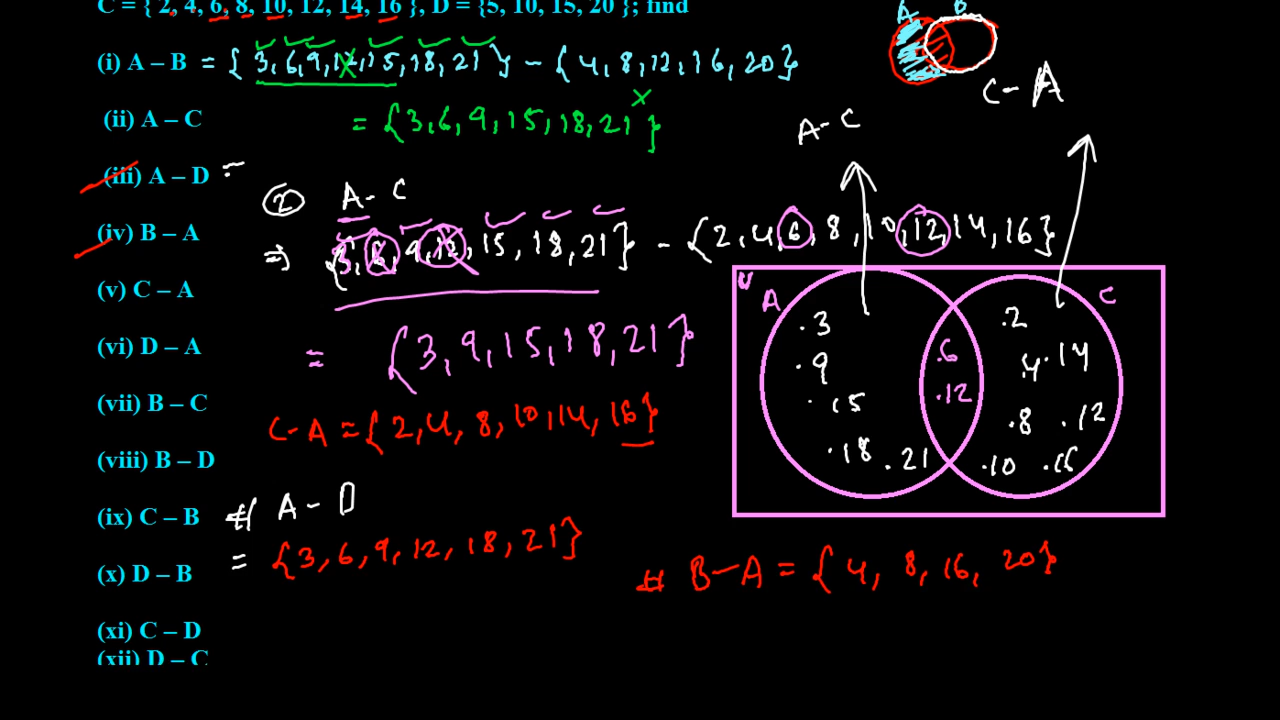 C = { 2, 4, 6, 8, 10, 12, 14, 16 }, D = {5, 10, 15, 20 }; find
A B
(i) A – B = {3, 6, 9, 12, 15, 18, 21} – {4, 8, 12, 16, 20}
C – A
(ii) A – C = {3, 6, 9, 15, 18, 21}
A – C
(iii) A – D =
② A – C
(iv) B – A
⇒ {3, 6, 9, 12, 15, 18, 21} – {2, 4, 6, 8, 10, 12, 14, 16}
(v) C – A
U A C
.3 .9 .15 .18 .21
.6 .12
.2 .4 .14 .8 .12 .10 .16
(vi) D – A
= {3, 9, 15, 18, 21}
(vii) B – C
C – A = {2, 4, 8, 10, 14, 16}
(viii) B – D
(ix) C – B
# A – D
= {3, 6, 9, 12, 18, 21}
(x) D – B
# B – A = {4, 8, 16, 20}
(xi) C – D
(xii) D – C